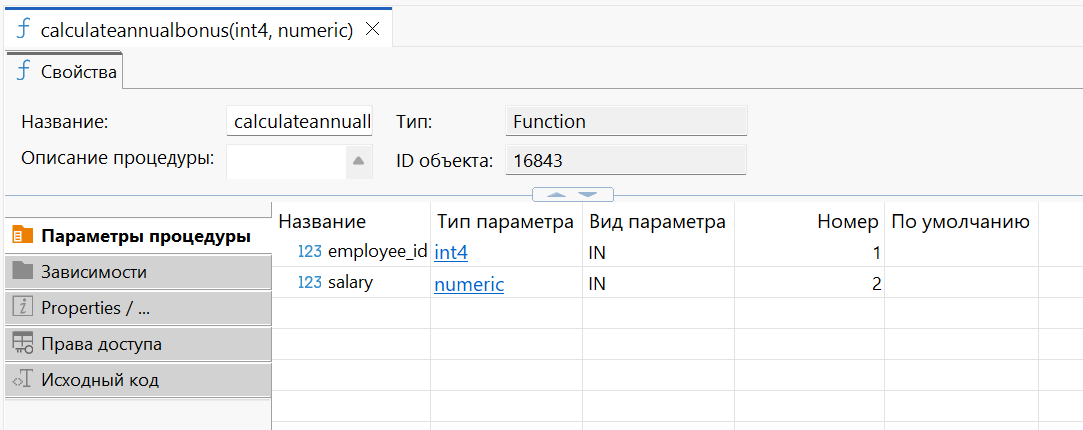 calculateannualbonus(int4, numeric)
Свойства
Название: calculateannuall Тип: Function
Описание процедуры: ID объекта: 16843
Параметры процедуры
Зависимости
Properties / ...
Права доступа
Исходный код
Название Тип параметра Вид параметра Номер По умолчанию
123 employee_id int4 IN 1
123 salary numeric IN 2